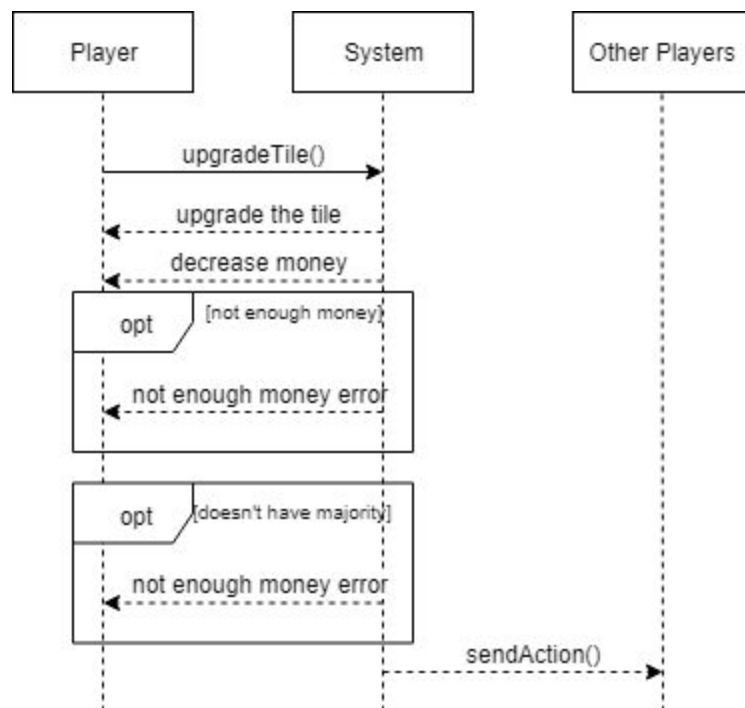 Player
System
Other Players
upgradeTile()
upgrade the tile
decrease money
opt
[not enough money]
not enough money error
opt
[doesn't have majority]
not enough money error
sendAction()